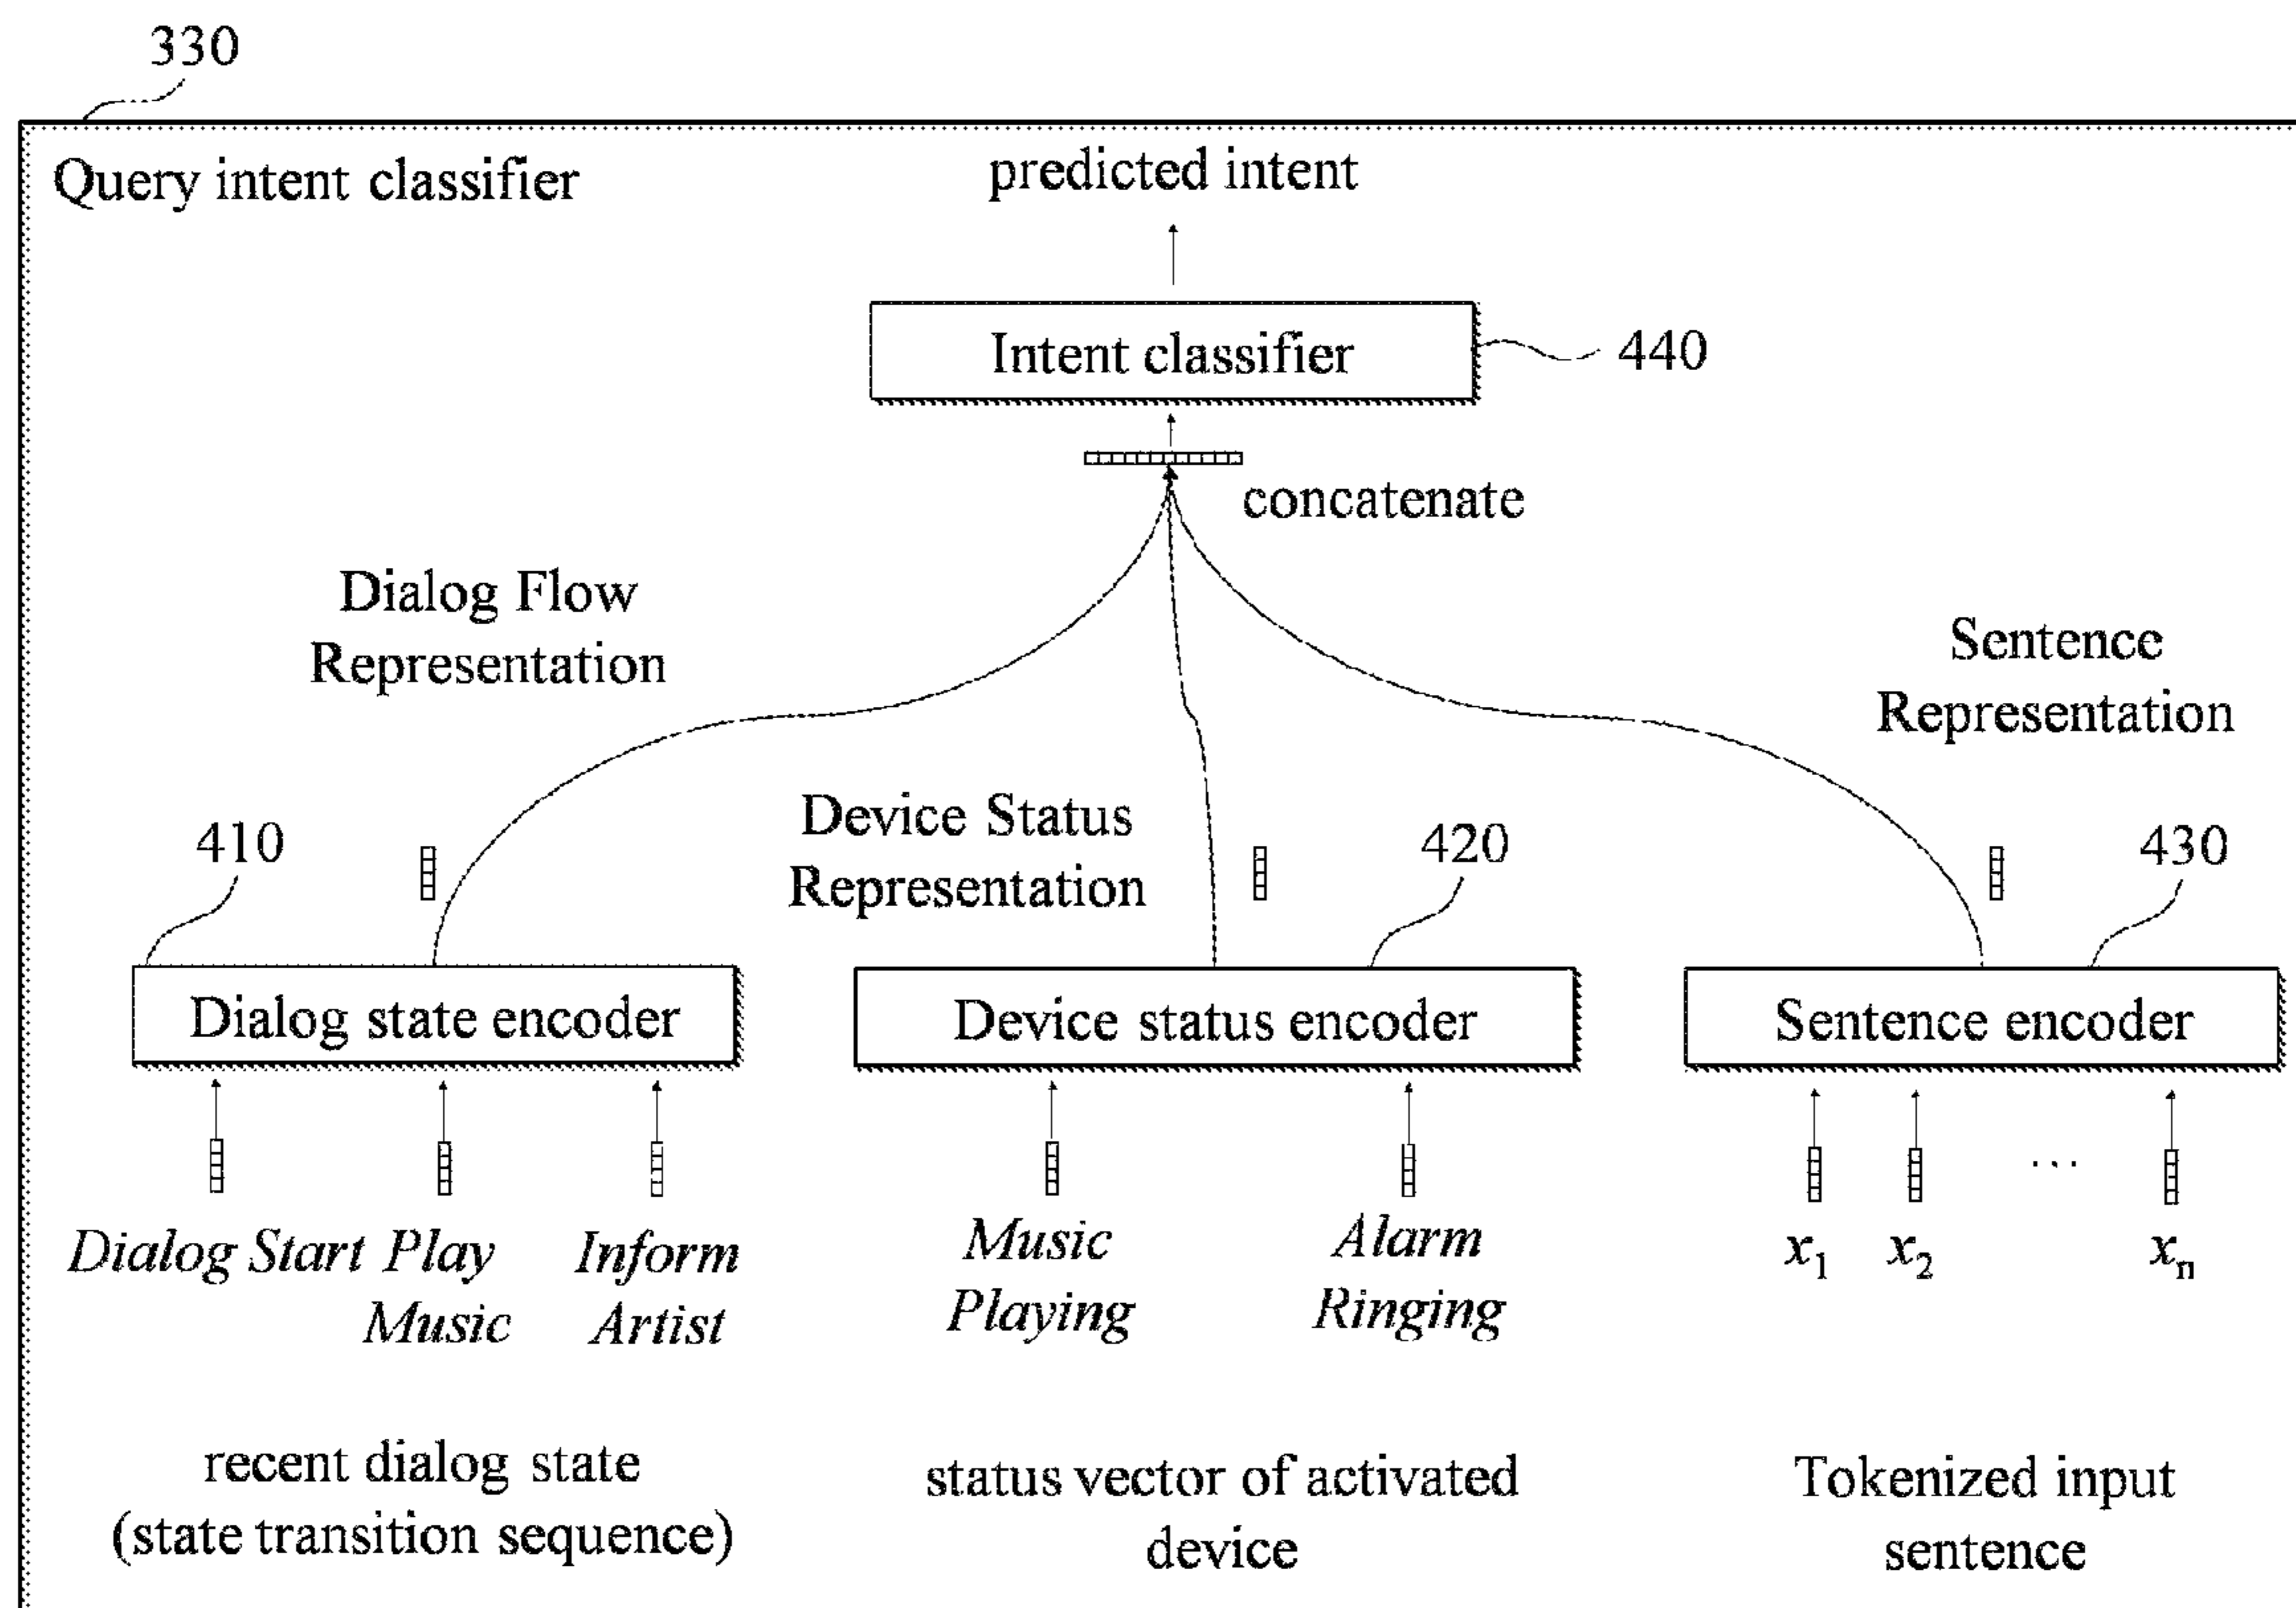 330
Query intent classifier
predicted intent
Intent classifier
440
concatenate
Dialog Flow
Representation
Sentence
Representation
Device Status
Representation
410
420
430
Dialog state encoder
Device status encoder
Sentence encoder
Dialog Start
Play
Music
Inform
Artist
Music
Playing
Alarm
Ringing
x1
x2
...
xn
recent dialog state
(state transition sequence)
status vector of activated
device
Tokenized input
sentence